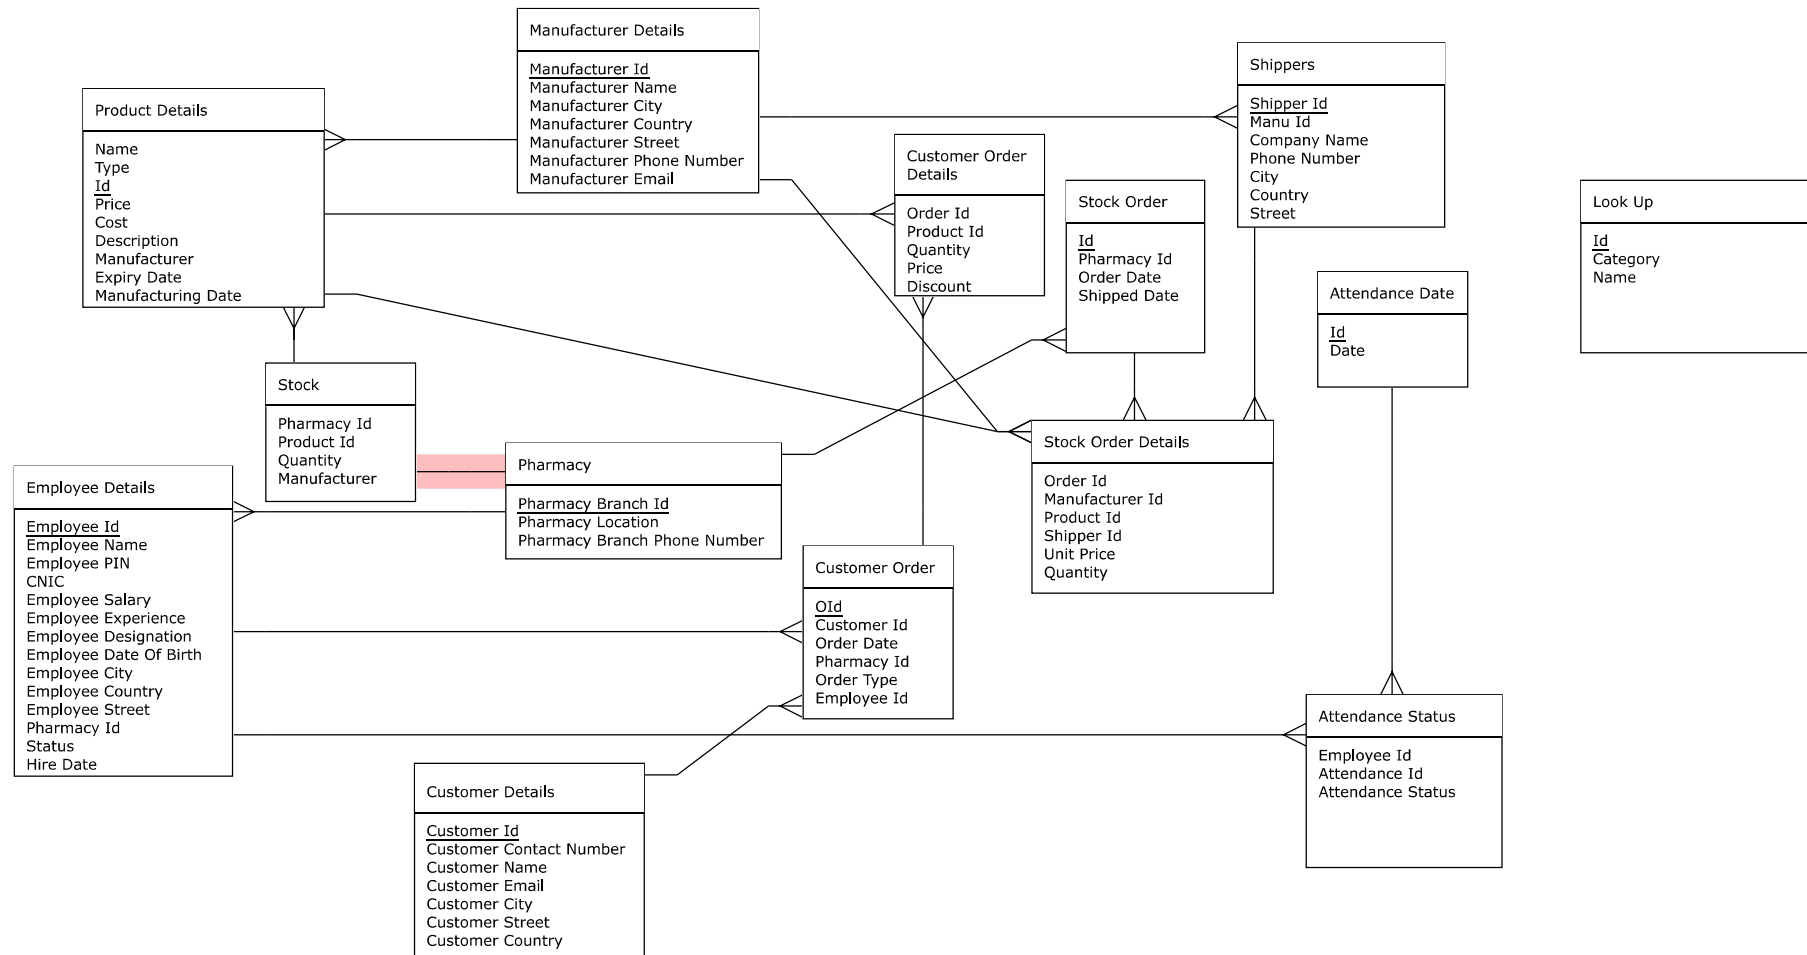 Manufacturer Details
Manufacturer Id
Manufacturer Name
Manufacturer City
Manufacturer Country
Manufacturer Street
Manufacturer Phone Number
Manufacturer Email
Shippers
Shipper Id
Manu Id
Company Name
Phone Number
City
Country
Street
Product Details
Name
Type
Id
Price
Cost
Description
Manufacturer
Expiry Date
Manufacturing Date
Customer Order
Details
Order Id
Product Id
Quantity
Price
Discount
Stock Order
Id
Pharmacy Id
Order Date
Shipped Date
Look Up
Id
Category
Name
Attendance Date
Id
Date
Stock
Pharmacy Id
Product Id
Quantity
Manufacturer
Pharmacy
Pharmacy Branch Id
Pharmacy Location
Pharmacy Branch Phone Number
Stock Order Details
Order Id
Manufacturer Id
Product Id
Shipper Id
Unit Price
Quantity
Employee Details
Employee Id
Employee Name
Employee PIN
CNIC
Employee Salary
Employee Experience
Employee Designation
Employee Date Of Birth
Employee City
Employee Country
Employee Street
Pharmacy Id
Status
Hire Date
Customer Order
OId
Customer Id
Order Date
Pharmacy Id
Order Type
Employee Id
Attendance Status
Employee Id
Attendance Id
Attendance Status
Customer Details
Customer Id
Customer Contact Number
Customer Name
Customer Email
Customer City
Customer Street
Customer Country